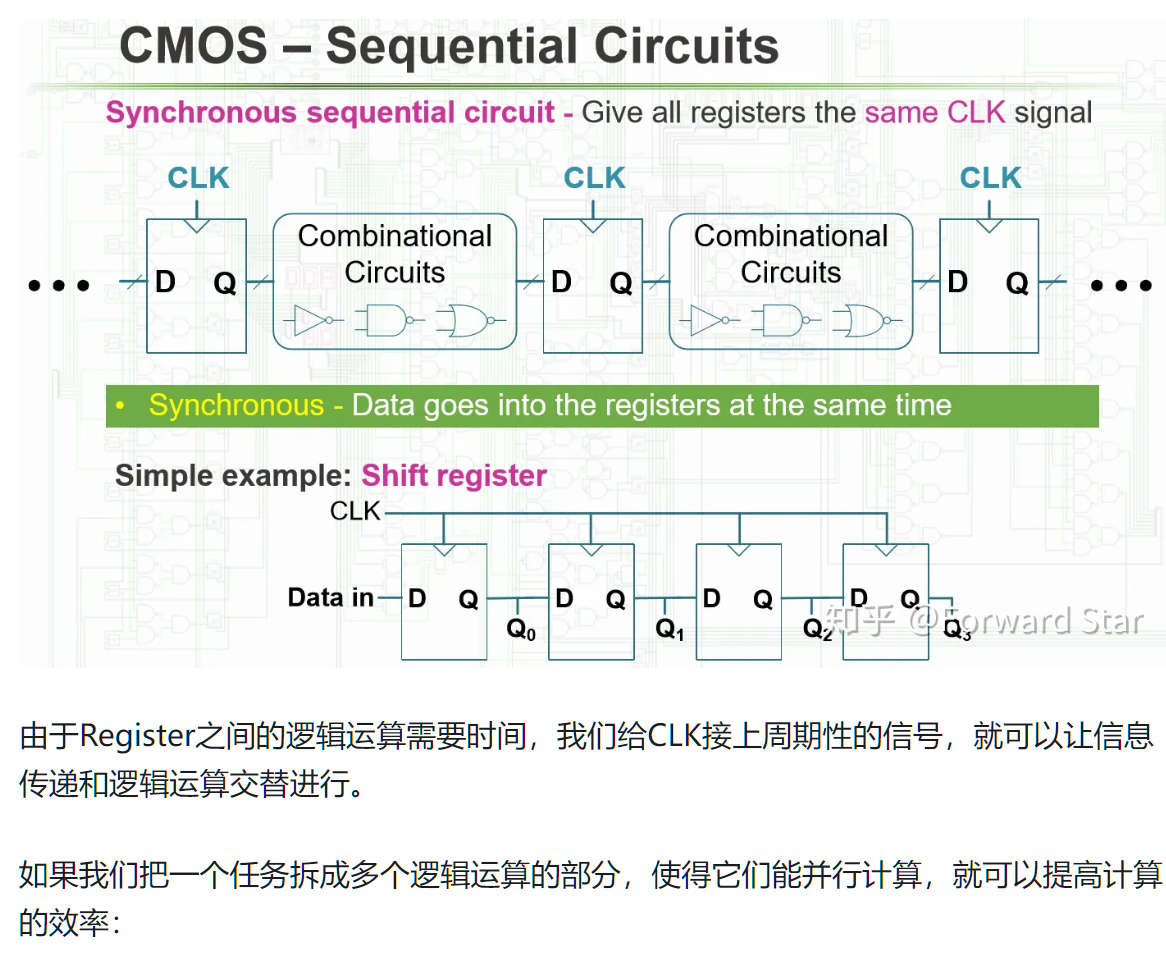 CMOS – Sequential Circuits
Synchronous sequential circuit - Give all registers the same CLK signal
CLK CLK CLK
Combinational Circuits
Combinational Circuits
••• D Q D Q D Q •••
• Synchronous - Data goes into the registers at the same time
Simple example: Shift register
CLK
Data in D Q D Q D Q D Q
Q₀ Q₁ Q₂ Q₃
知乎 @Forward Star
由于Register之间的逻辑运算需要时间，我们给CLK接上周期性的信号，就可以让信息
传递和逻辑运算交替进行。
如果我们把一个任务拆成多个逻辑运算的部分，使得它们能并行计算，就可以提高计算
的效率：